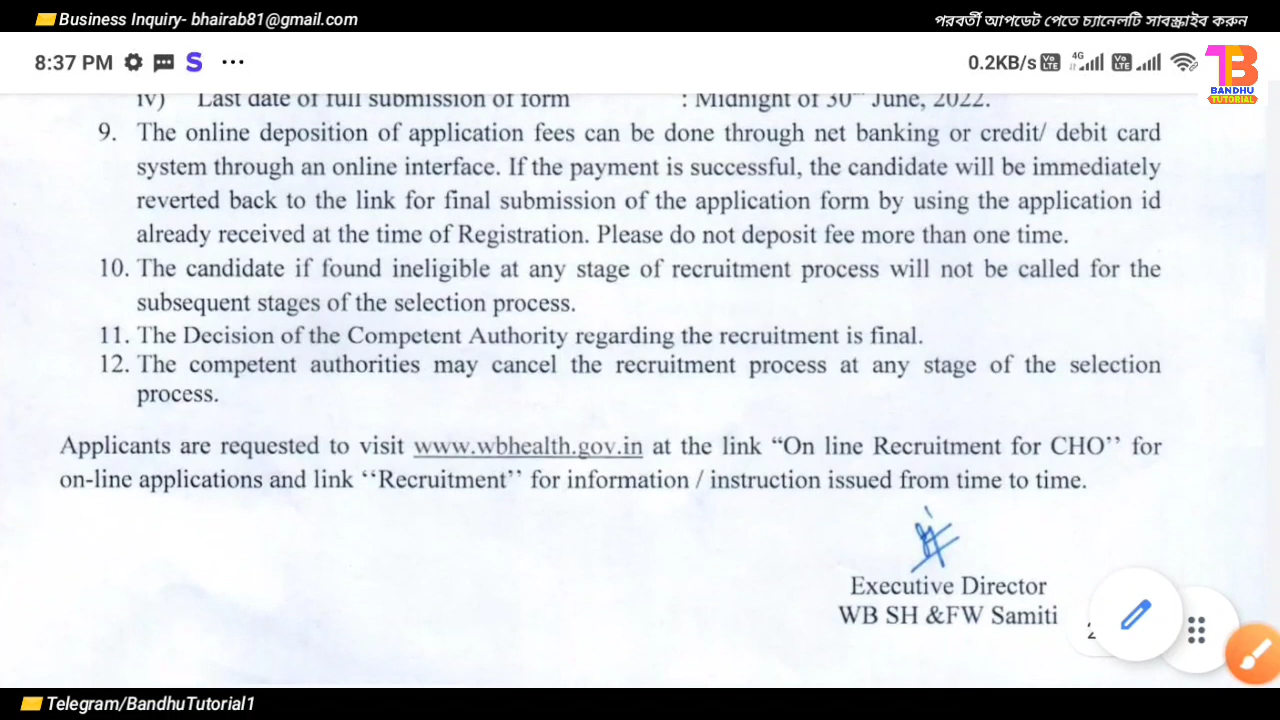 Business Inquiry- bhairab81@gmail.com
পরবর্তী আপডেট পেতে চ্যানেলটি সাবস্ক্রাইব করুন
8:37 PM S ...
0.2KB/s Vo LTE 4G Vo LTE
TB
BANDHU
TUTORIAL
iv) Last date of full submission of form : Midnight of 30th June, 2022.
9. The online deposition of application fees can be done through net banking or credit/ debit card
system through an online interface. If the payment is successful, the candidate will be immediately
reverted back to the link for final submission of the application form by using the application id
already received at the time of Registration. Please do not deposit fee more than one time.
10. The candidate if found ineligible at any stage of recruitment process will not be called for the
subsequent stages of the selection process.
11. The Decision of the Competent Authority regarding the recruitment is final.
12. The competent authorities may cancel the recruitment process at any stage of the selection
process.
Applicants are requested to visit www.wbhealth.gov.in at the link “On line Recruitment for CHO’’ for
on-line applications and link ‘‘Recruitment’’ for information / instruction issued from time to time.
Executive Director
WB SH &FW Samiti
Telegram/BandhuTutorial1